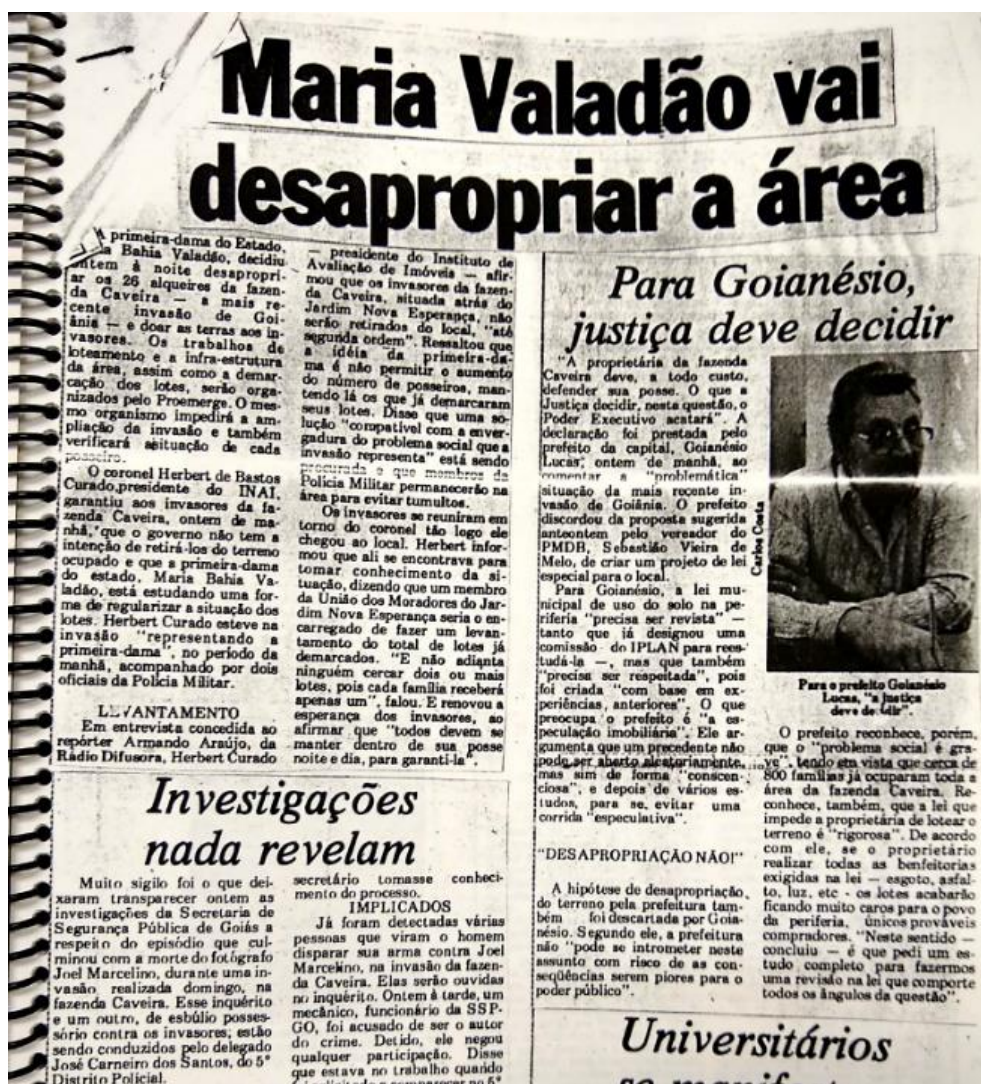 Maria Valadão vai
desapropriar a área
A primeira-dama do Estado,
Bahia Valadão, decidiu
ontem à noite desapropri-
ar os 26 alqueires da fazen-
da Caveira — a mais re-
cente invasão de Goi-
ânia — e doar as terras aos in-
vasores. Os trabalhos de
loteamento e a infra-estrutura
da área, assim como a demar-
cação dos lotes, serão orga-
nizados pelo Proemerge. O mes-
mo organismo impedirá a am-
pliação da invasão e também
verificará asituação de cada
posseiro.
O coronel Herbert de Bastos
Curado,presidente do INAI,
garantiu aos invasores da fa-
zenda Caveira, ontem de ma-
nhã, que o governo não tem a
intenção de retirá-los do terreno
ocupado e que a primeira-dama
do estado, Maria Bahia Va-
ladão, está estudando uma for-
ma de regularizar a situação dos
lotes. Herbert Curado esteve na
invasão "representando a
primeira-dama", no período da
manhã, acompanhado por dois
oficiais da Polícia Militar.
LEVANTAMENTO
Em entrevista concedida ao
repórter Armando Araújo, da
Rádio Difusora, Herbert Curado
— presidente do Instituto de
Avaliação de Imóveis — afir-
mou que os invasores da fazen-
da Caveira, situada atrás do
Jardim Nova Esperança, não
serão retirados do local, "até
segunda ordem". Ressaltou que
a idéia da primeira-da-
ma é não permitir o aumento
do número de posseiros, man-
tendo lá os que já demarcaram
seus lotes. Disse que uma so-
lução "compatível com a enver-
gadura do problema social que a
invasão representa" está sendo
procurada e que membros da
Polícia Militar permanecerão na
área para evitar tumultos.
Os invasores se reuniram em
torno do coronel tão logo ele
chegou ao local. Herbert infor-
mou que ali se encontrava para
tomar conhecimento da si-
tuação, dizendo que um membro
da União dos Moradores do Jar-
dim Nova Esperança seria o en-
carregado de fazer um levan-
tamento do total de lotes já
demarcados. "E não adianta
ninguém cercar dois ou mais
lotes, pois cada família receberá
apenas um", falou. E renovou a
esperança dos invasores, ao
afirmar que "todos devem se
manter dentro de sua posse
noite e dia, para garanti-la".
Para Goianésio,
justiça deve decidir
"A proprietária da fazenda
Caveira deve, a todo custo,
defender sua posse. O que a
Justiça decidir, nesta questão, o
Poder Executivo acatará". A
declaração foi prestada pelo
prefeito da capital, Goianésio
Lucas, ontem de manhã, ao
comentar a "problemática"
situação da mais recente in-
vasão de Goiânia. O prefeito
discordou da proposta sugerida
anteontem pelo vereador do
PMDB, Sebastião Vieira de
Melo, de criar um projeto de lei
especial para o local.
Para Goianésio, a lei mu-
nicipal de uso do solo na pe-
riferia "precisa ser revista" —
tanto que já designou uma
comissão do IPLAN para rees-
tudá-la —, mas que também
"precisa ser respeitada", pois
foi criada "com base em ex-
periências, anteriores". O que
preocupa o prefeito é "a es-
peculação imobiliária". Ele ar-
gumenta que um precedente não
pode ser aberto aleatoriamente,
mas sim de forma "conscen-
ciosa", e depois de vários es-
tudos, para se, evitar uma
corrida "especulativa".
"DESAPROPRIAÇÃO NÃO!"
A hipótese de desapropriação,
do terreno pela prefeitura tam-
bém foi descartada por Goia-
nésio. Segundo ele, a prefeitura
não "pode se intrometer neste
assunto com risco de as con-
seqüências serem piores para o
poder público".
Carlos Costa
Para o prefeito Goianésio
Lucas, "a justiça
deve decidir".
O prefeito reconhece, porém,
que o "problema social é gra-
ve", tendo em vista que cerca de
800 famílias já ocuparam toda a
área da fazenda Caveira. Re-
conhece, também, que a lei que
impede a proprietária de lotear o
terreno é "rigorosa". De acordo
com ele, se o proprietário
realizar todas as benfeitorias
exigidas na lei — esgoto, asfal-
to, luz, etc - os lotes acabarão
ficando muito caros para o povo
da periferia, únicos prováveis
compradores. "Neste sentido —
concluiu — é que pedi um es-
tudo completo para fazermos
uma revisão na lei que comporte
todos os ângulos da questão".
Investigações
nada revelam
Muito sigilo foi o que dei-
xaram transparecer ontem as
investigações da Secretaria de
Segurança Pública de Goiás a
respeito do episódio que cul-
minou com a morte do fotógrafo
Joel Marcelino, durante uma in-
vasão realizada domingo, na
fazenda Caveira. Esse inquérito
e um outro, de esbúlio posses-
sório contra os invasores, estão
sendo conduzidos pelo delegado
José Carneiro dos Santos, do 5º
Distrito Policial.
secretário tomasse conheci-
mento do processo.
IMPLICADOS
Já foram detectadas várias
pessoas que viram o homem
disparar sua arma contra Joel
Marcelino, na invasão da fazen-
da Caveira. Elas serão ouvidas
no inquérito. Ontem à tarde, um
mecânico, funcionário da SSP-
GO, foi acusado de ser o autor
do crime. Detido, ele negou
qualquer participação. Disse
que estava no trabalho quando
Universitários